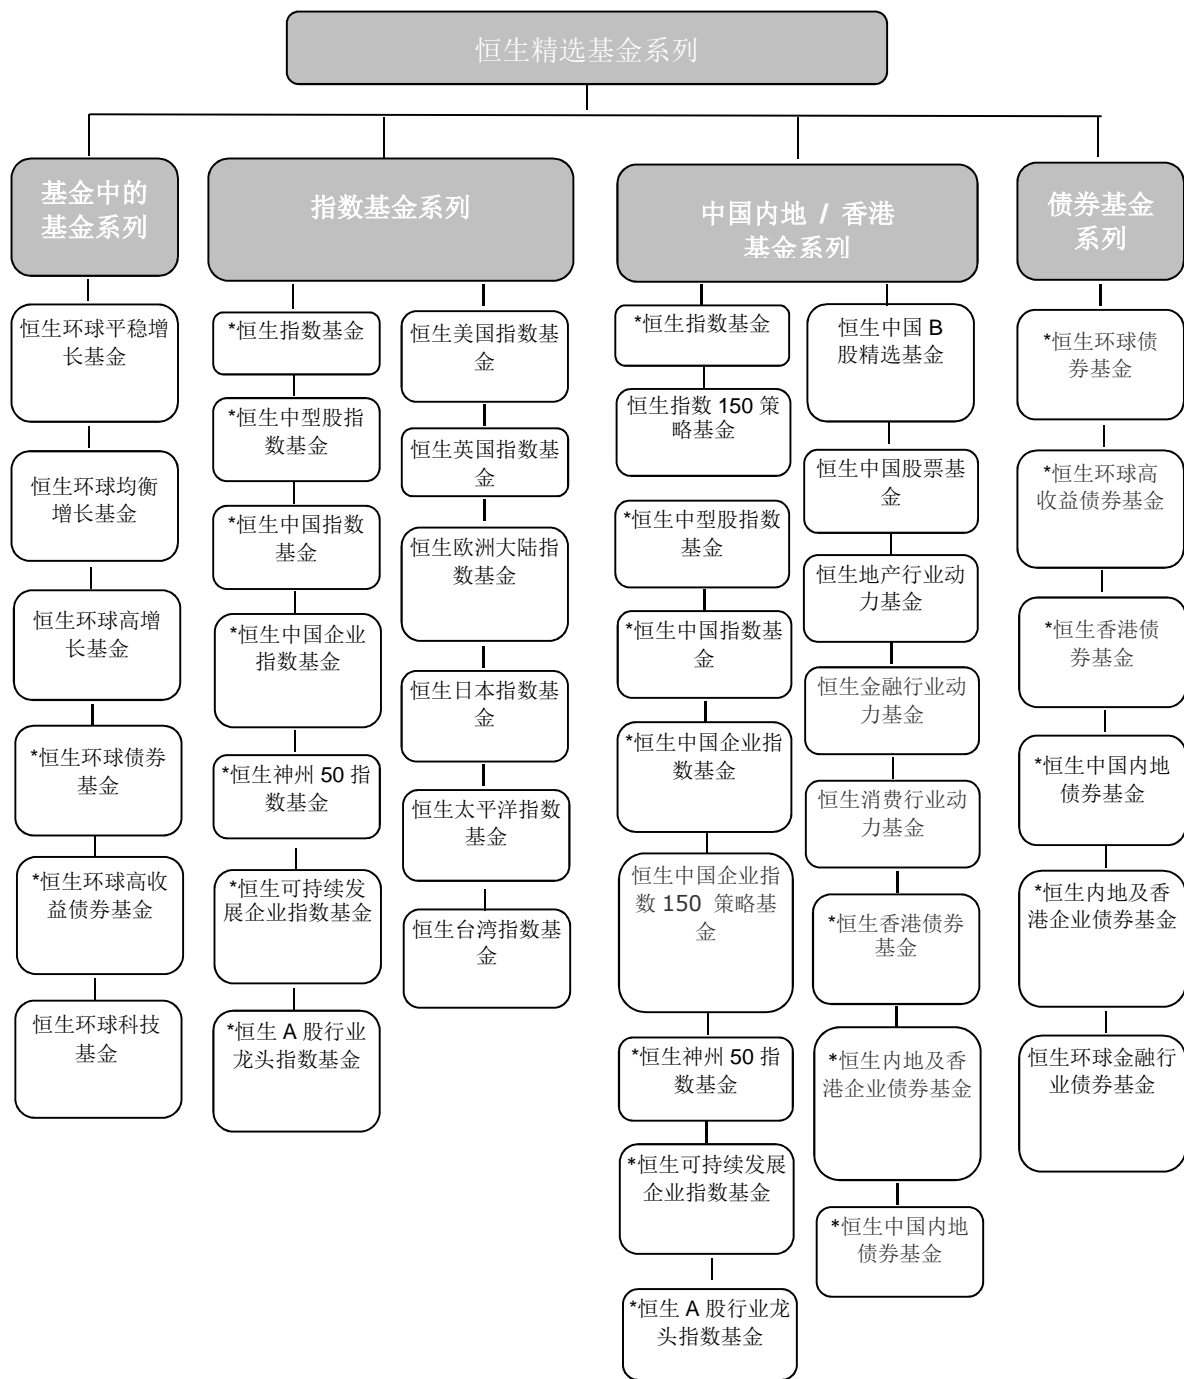 恒生精选基金系列
基金中的
基金系列
恒生环球平稳增
长基金
恒生环球均衡
增长基金
恒生环球高增
长基金
*恒生环球债券
基金
*恒生环球高收
益债券基金
恒生环球科技
基金
指数基金系列
*恒生指数基金
*恒生中型股指
数基金
*恒生中国指数
基金
*恒生中国企业
指数基金
*恒生神州 50 指
数基金
*恒生可持续发
展企业指数基金
*恒生 A 股行业
龙头指数基金
恒生美国指数基
金
恒生英国指数基
金
恒生欧洲大陆指
数基金
恒生日本指数基
金
恒生太平洋指数
基金
恒生台湾指数基
金
中国内地 / 香港
基金系列
*恒生指数基金
恒生指数 150 策
略基金
*恒生中型股指数
基金
*恒生中国指数基
金
*恒生中国企业指
数基金
恒生中国企业指
数 150 策略基
金
*恒生神州 50 指
数基金
*恒生可持续发展
企业指数基金
*恒生 A 股行业龙
头指数基金
恒生中国 B
股精选基金
恒生中国股票基
金
恒生地产行业动
力基金
恒生金融行业动
力基金
恒生消费行业动
力基金
*恒生香港债券
基金
*恒生内地及香
港企业债券基金
*恒生中国内地
债券基金
债券基金
系列
*恒生环球债
券基金
*恒生环球高
收益债券基金
*恒生香港债
券基金
*恒生中国内地
债券基金
*恒生内地及香
港企业债券基金
恒生环球金融行
业债券基金